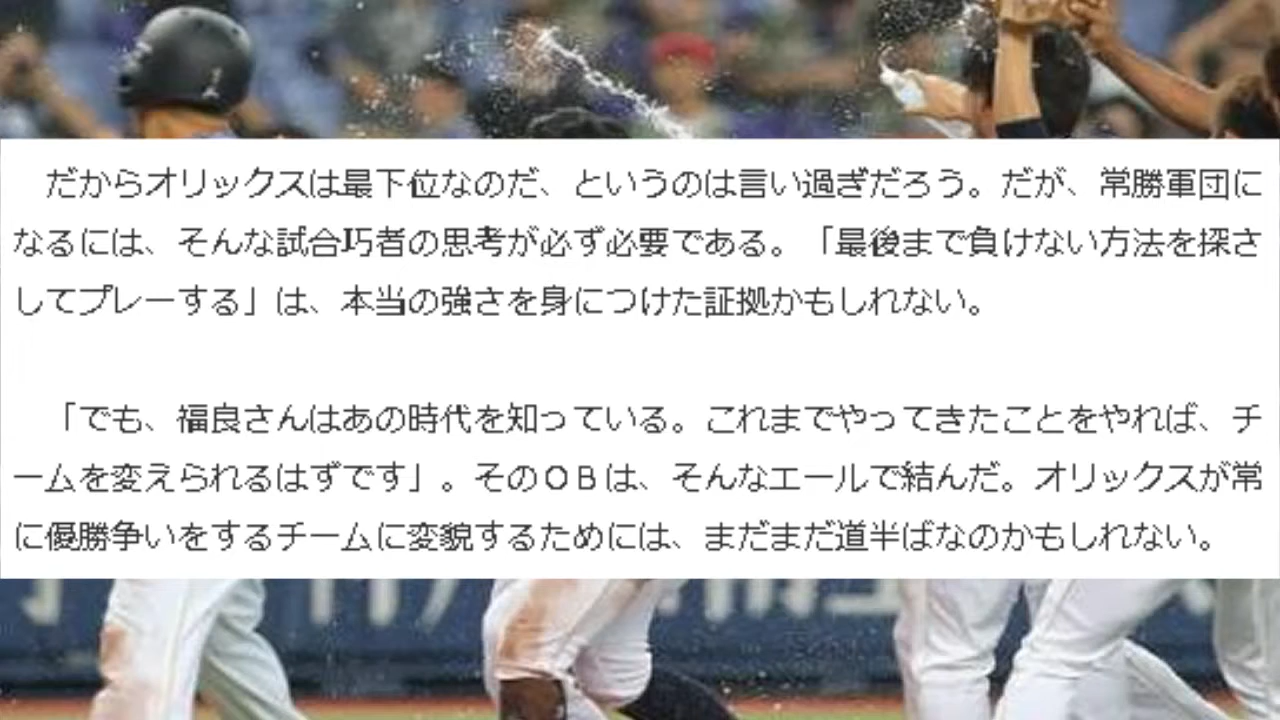 だからオリックスは最下位なのだ、というのは言い過ぎだろう。だが、常勝軍団に
なるには、そんな試合巧者の思考が必ず必要である。「最後まで負けない方法を探さ
してプレーする」は、本当の強さを身につけた証拠かもしれない。
「でも、福良さんはあの時代を知っている。これまでやってきたことをやれば、チ
ームを変えられるはずです」。そのＯＢは、そんなエールで結んだ。オリックスが常
に優勝争いをするチームに変貌するためには、まだまだ道半ばなのかもしれない。